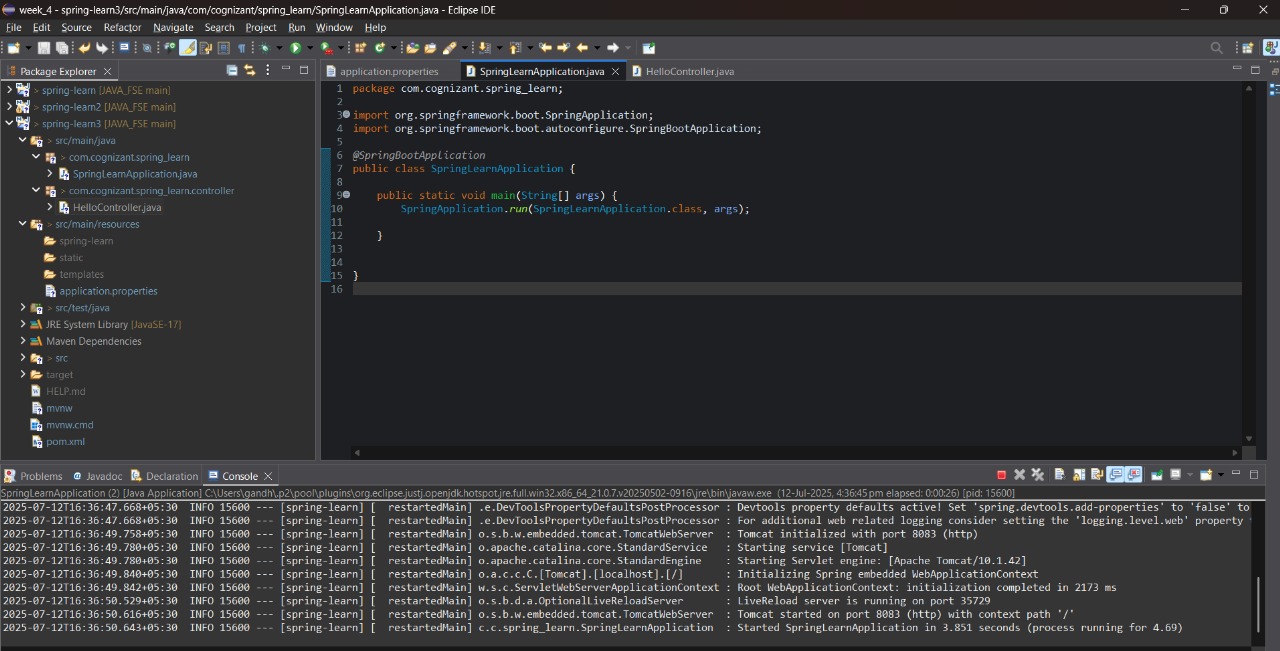 week_4 - spring-learn3/src/main/java/com/cognizant/spring_learn/SpringLearnApplication.java - Eclipse IDE
File Edit Source Refactor Navigate Search Project Run Window Help
Package Explorer
> spring-learn [JAVA_FSE main]
> spring-learn2 [JAVA_FSE main]
> spring-learn3 [JAVA_FSE main]
> src/main/java
> com.cognizant.spring_learn
SpringLearnApplication.java
> com.cognizant.spring_learn.controller
HelloController.java
> src/main/resources
spring-learn
static
templates
application.properties
> src/test/java
JRE System Library [JavaSE-17]
Maven Dependencies
> src
target
HELP.md
mvnw
mvnw.cmd
pom.xml
application.properties SpringLearnApplication.java HelloController.java
1 package com.cognizant.spring_learn;
2
3 import org.springframework.boot.SpringApplication;
4 import org.springframework.boot.autoconfigure.SpringBootApplication;
5
6 @SpringBootApplication
7 public class SpringLearnApplication {
8
9 public static void main(String[] args) {
10 SpringApplication.run(SpringLearnApplication.class, args);
11
12 }
13
14
15 }
16
Problems Javadoc Declaration Console
SpringLearnApplication (2) [Java Application] C:\Users\gandh\.p2\pool\plugins\org.eclipse.justj.openjdk.hotspot.jre.full.win32.x86_64_21.0.7.v20250502-0916\jre\bin\javaw.exe (12-Jul-2025, 4:36:45 pm elapsed: 0:00:26) [pid: 15600]
2025-07-12T16:36:47.668+05:30 INFO 15600 --- [spring-learn] [ restartedMain] .e.DevToolsPropertyDefaultsPostProcessor : Devtools property defaults active! Set 'spring.devtools.add-properties' to 'false' to
2025-07-12T16:36:47.668+05:30 INFO 15600 --- [spring-learn] [ restartedMain] .e.DevToolsPropertyDefaultsPostProcessor : For additional web related logging consider setting the 'logging.level.web' property
2025-07-12T16:36:49.758+05:30 INFO 15600 --- [spring-learn] [ restartedMain] o.s.b.w.embedded.tomcat.TomcatWebServer : Tomcat initialized with port 8083 (http)
2025-07-12T16:36:49.780+05:30 INFO 15600 --- [spring-learn] [ restartedMain] o.apache.catalina.core.StandardService : Starting service [Tomcat]
2025-07-12T16:36:49.780+05:30 INFO 15600 --- [spring-learn] [ restartedMain] o.apache.catalina.core.StandardEngine : Starting Servlet engine: [Apache Tomcat/10.1.42]
2025-07-12T16:36:49.840+05:30 INFO 15600 --- [spring-learn] [ restartedMain] o.a.c.c.C.[Tomcat].[localhost].[/] : Initializing Spring embedded WebApplicationContext
2025-07-12T16:36:49.842+05:30 INFO 15600 --- [spring-learn] [ restartedMain] w.s.c.ServletWebServerApplicationContext : Root WebApplicationContext: initialization completed in 2173 ms
2025-07-12T16:36:50.529+05:30 INFO 15600 --- [spring-learn] [ restartedMain] o.s.b.d.a.OptionalLiveReloadServer : LiveReload server is running on port 35729
2025-07-12T16:36:50.616+05:30 INFO 15600 --- [spring-learn] [ restartedMain] o.s.b.w.embedded.tomcat.TomcatWebServer : Tomcat started on port 8083 (http) with context path '/'
2025-07-12T16:36:50.643+05:30 INFO 15600 --- [spring-learn] [ restartedMain] c.c.spring_learn.SpringLearnApplication : Started SpringLearnApplication in 3.851 seconds (process running for 4.69)